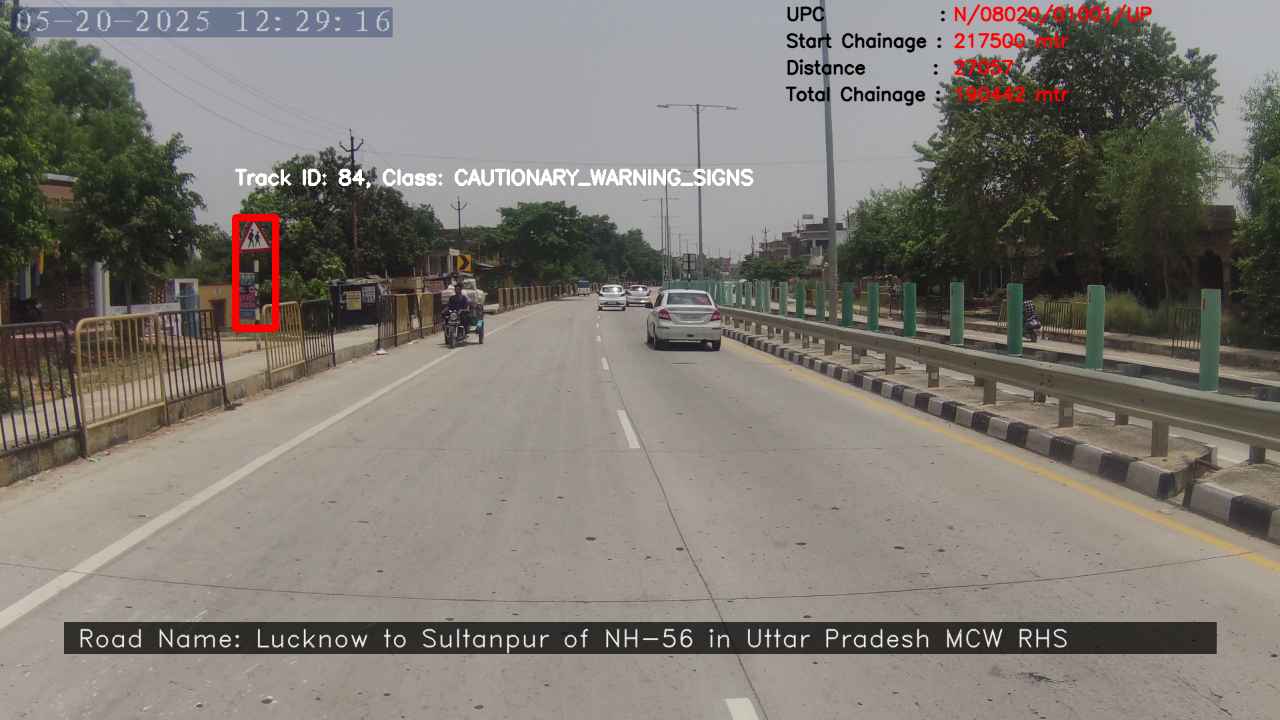 05-20-2025 12:29:16
UPC : N/08020/01001/UP
Start Chainage : 217500 mtr
Distance : 27057
Total Chainage : 190442 mtr
Track ID: 84, Class: CAUTIONARY_WARNING_SIGNS
Road Name: Lucknow to Sultanpur of NH-56 in Uttar Pradesh MCW RHS